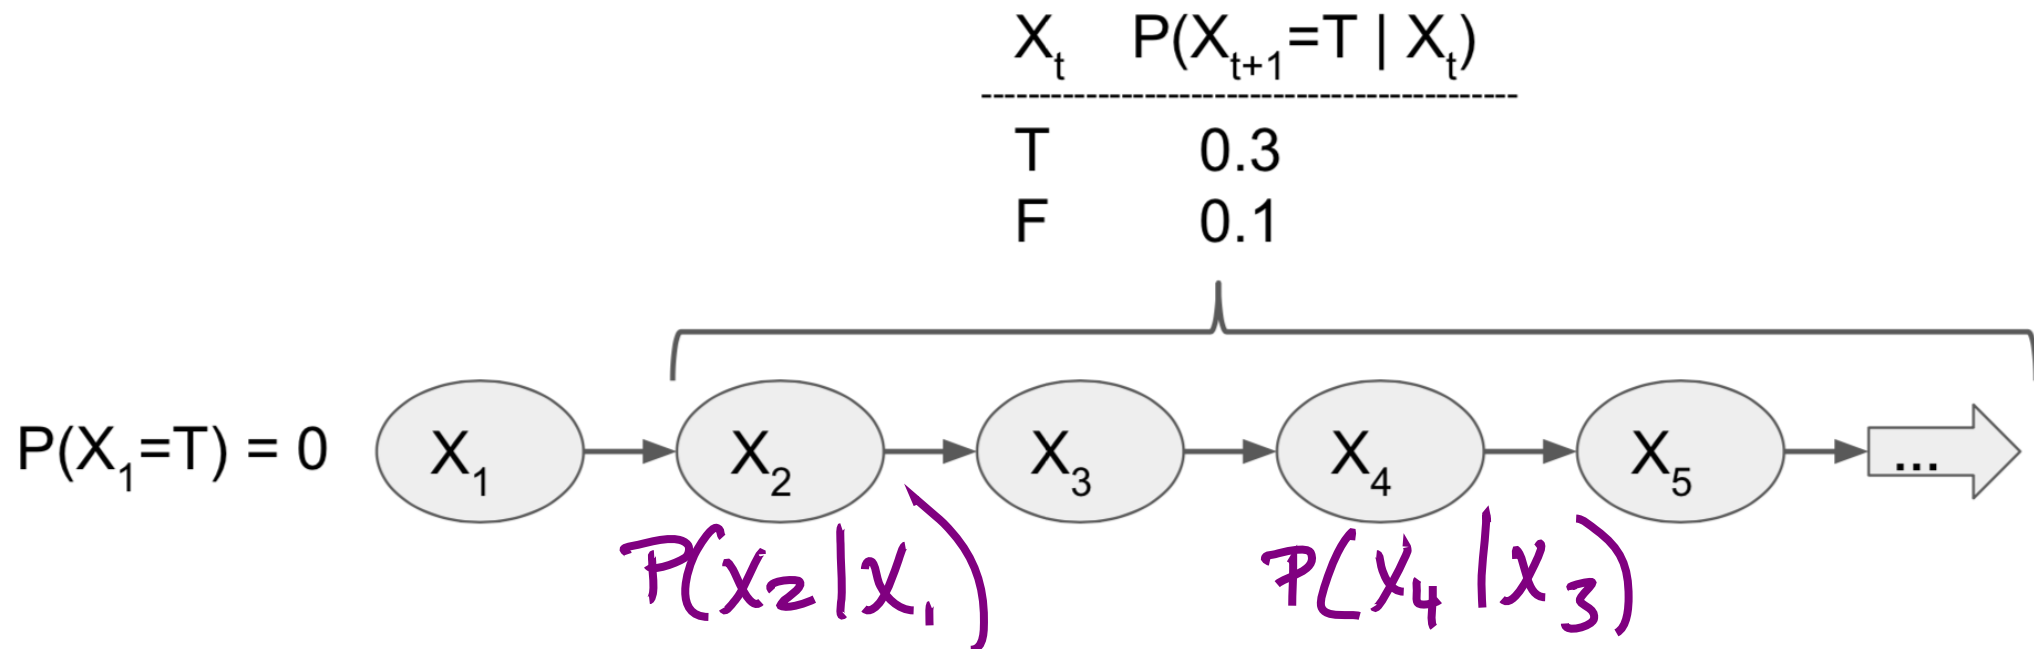 Xt P(Xt+1=T | Xt)
T 0.3
F 0.1
P(X1=T) = 0 X1 X2 X3 X4 X5 ...
P(x2|x1) P(x4|x3)